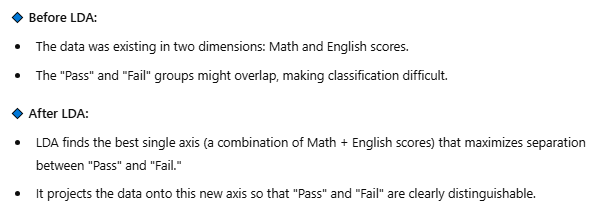 🔷 Before LDA:
• The data was existing in two dimensions: Math and English scores.
• The "Pass" and "Fail" groups might overlap, making classification difficult.
🔷 After LDA:
• LDA finds the best single axis (a combination of Math + English scores) that maximizes separation
between "Pass" and "Fail."
• It projects the data onto this new axis so that "Pass" and "Fail" are clearly distinguishable.